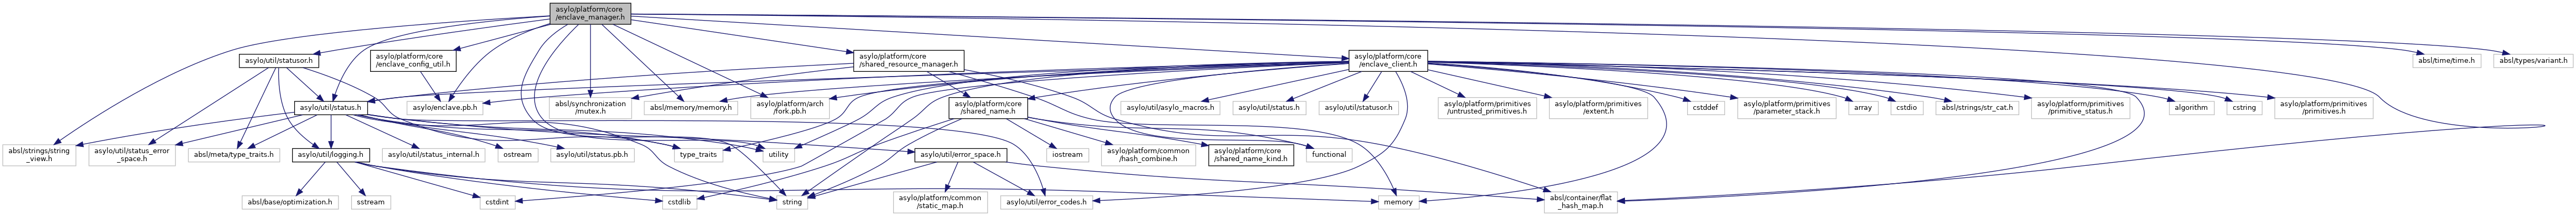 asylo/platform/core
/enclave_manager.h
asylo/util/statusor.h
asylo/platform/core
/enclave_config_util.h
asylo/platform/core
/shared_resource_manager.h
asylo/platform/core
/enclave_client.h
absl/time/time.h
absl/types/variant.h
asylo/util/status.h
asylo/enclave.pb.h
absl/synchronization
/mutex.h
absl/memory/memory.h
asylo/platform/arch
/fork.pb.h
asylo/platform/core
/shared_name.h
asylo/util/asylo_macros.h
asylo/util/status.h
asylo/util/statusor.h
asylo/platform/primitives
/untrusted_primitives.h
asylo/platform/primitives
/extent.h
cstddef
asylo/platform/primitives
/parameter_stack.h
array
cstdio
absl/strings/str_cat.h
asylo/platform/primitives
/primitive_status.h
algorithm
cstring
asylo/platform/primitives
/primitives.h
absl/strings/string
_view.h
asylo/util/status_error
_space.h
absl/meta/type_traits.h
asylo/util/logging.h
asylo/util/status_internal.h
ostream
asylo/util/status.pb.h
type_traits
utility
asylo/util/error_space.h
iostream
asylo/platform/common
/hash_combine.h
asylo/platform/core
/shared_name_kind.h
functional
absl/base/optimization.h
sstream
cstdint
cstdlib
string
asylo/platform/common
/static_map.h
asylo/util/error_codes.h
memory
absl/container/flat
_hash_map.h